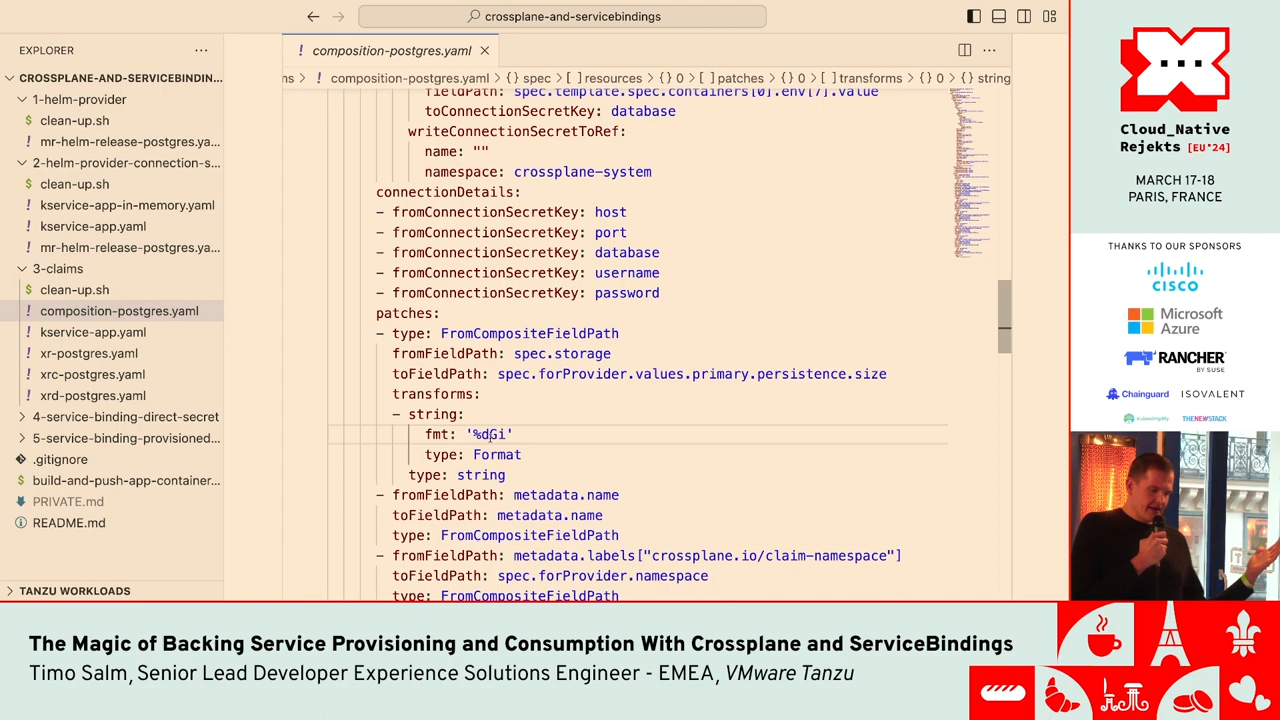 crossplane-and-servicebindings
EXPLORER
CROSSPLANE-AND-SERVICEBINDIN...
1-helm-provider
$ clean-up.sh
! mr-helm-release-postgres.ya...
2-helm-provider-connection-s...
$ clean-up.sh
! kservice-app-in-memory.yaml
! kservice-app.yaml
! mr-helm-release-postgres.ya...
3-claims
$ clean-up.sh
! composition-postgres.yaml
! kservice-app.yaml
! xr-postgres.yaml
! xrc-postgres.yaml
! xrd-postgres.yaml
4-service-binding-direct-secret
5-service-binding-provisioned...
.gitignore
$ build-and-push-app-container...
PRIVATE.md
README.md
TANZU WORKLOADS
! composition-postgres.yaml
ns > ! composition-postgres.yaml > {} spec > [ ] resources > {} 0 > [ ] patches > {} 0 > [ ] transforms > {} 0 > {} string
fieldPath: spec.template.spec.containers[0].env[7].value
toConnectionSecretKey: database
writeConnectionSecretToRef:
name: ""
namespace: crossplane-system
connectionDetails:
- fromConnectionSecretKey: host
- fromConnectionSecretKey: port
- fromConnectionSecretKey: database
- fromConnectionSecretKey: username
- fromConnectionSecretKey: password
patches:
- type: FromCompositeFieldPath
fromFieldPath: spec.storage
toFieldPath: spec.forProvider.values.primary.persistence.size
transforms:
- string:
fmt: '%dGi'
type: Format
type: string
- fromFieldPath: metadata.name
toFieldPath: metadata.name
type: FromCompositeFieldPath
- fromFieldPath: metadata.labels["crossplane.io/claim-namespace"]
toFieldPath: spec.forProvider.namespace
type: FromCompositeFieldPath
Cloud_Native
Rejekts [EU'24]
MARCH 17-18
PARIS, FRANCE
THANKS TO OUR SPONSORS
CISCO
Microsoft
Azure
RANCHER
BY SUSE
Chainguard
ISOVALENT
kubesimplify
THENEWSTACK
The Magic of Backing Service Provisioning and Consumption With Crossplane and ServiceBindings
Timo Salm, Senior Lead Developer Experience Solutions Engineer - EMEA, VMware Tanzu